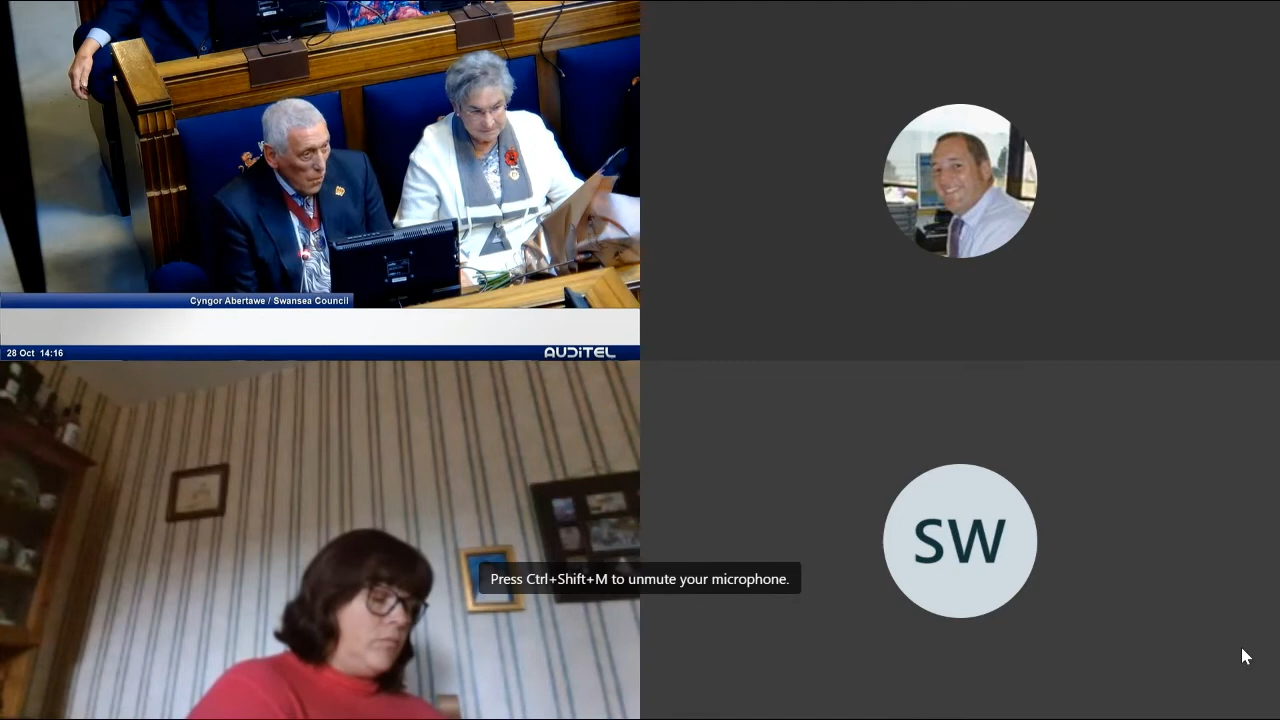 Cyngor Abertawe / Swansea Council
28 Oct 14:16
AUDITEL
SW
Press Ctrl+Shift+M to unmute your microphone.